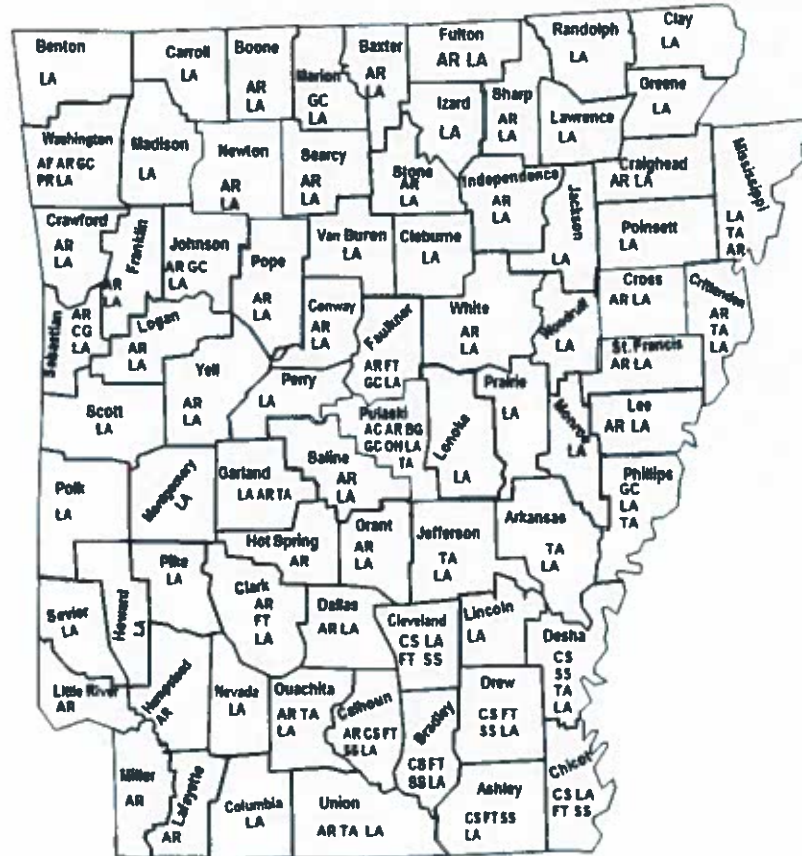 Benton
LA
Carroll
LA
Boone
AR
LA
Marion
GC
LA
Baxter
AR
LA
Fulton
AR LA
Randolph
LA
Clay
LA
Izard
LA
Sharp
AR
LA
Lawrence
LA
Greene
LA
Washington
AF AR GC
PR LA
Madison
LA
Newton
AR
LA
Searcy
AR
LA
Stone
AR
LA
Independence
AR
LA
Jackson
LA
Craighead
AR LA
Mississippi
LA
TA
AR
Crawford
AR
LA
Franklin
AR
LA
Johnson
AR GC
LA
Pope
AR
LA
Van Buren
LA
Cleburne
LA
Poinsett
LA
Cross
AR LA
Crittenden
AR
TA
LA
Sebastian
AR
CG
LA
Logan
AR
LA
Conway
AR
LA
Faulkner
AR FT
GC LA
White
AR
LA
Woodruff
LA
St. Francis
AR LA
Scott
LA
Yell
AR
LA
Perry
LA
Pulaski
AC AR BG
GC OH LA
TA
Lonoke
LA
Prairie
LA
Monroe
LA
Lee
AR LA
Phillips
GC
LA
TA
Polk
LA
Montgomery
LA
Garland
LA AR TA
Saline
AR
LA
Hot Spring
AR
Grant
AR
LA
Jefferson
TA
LA
Arkansas
TA
LA
Sevier
LA
Howard
LA
Pike
LA
Clark
AR
FT
LA
Dallas
AR LA
Cleveland
CS LA
FT SS
Lincoln
LA
Desha
CS
SS
TA
LA
Little River
AR
Hempstead
AR
Nevada
LA
Ouachita
AR TA
LA
Calhoun
AR CS FT
SS LA
Bradley
CS FT
SS LA
Drew
CS FT
SS LA
Chicot
CS LA
FT SS
Miller
AR
Lafayette
AR
Columbia
LA
Union
AR TA LA
Ashley
CS FT SS
LA